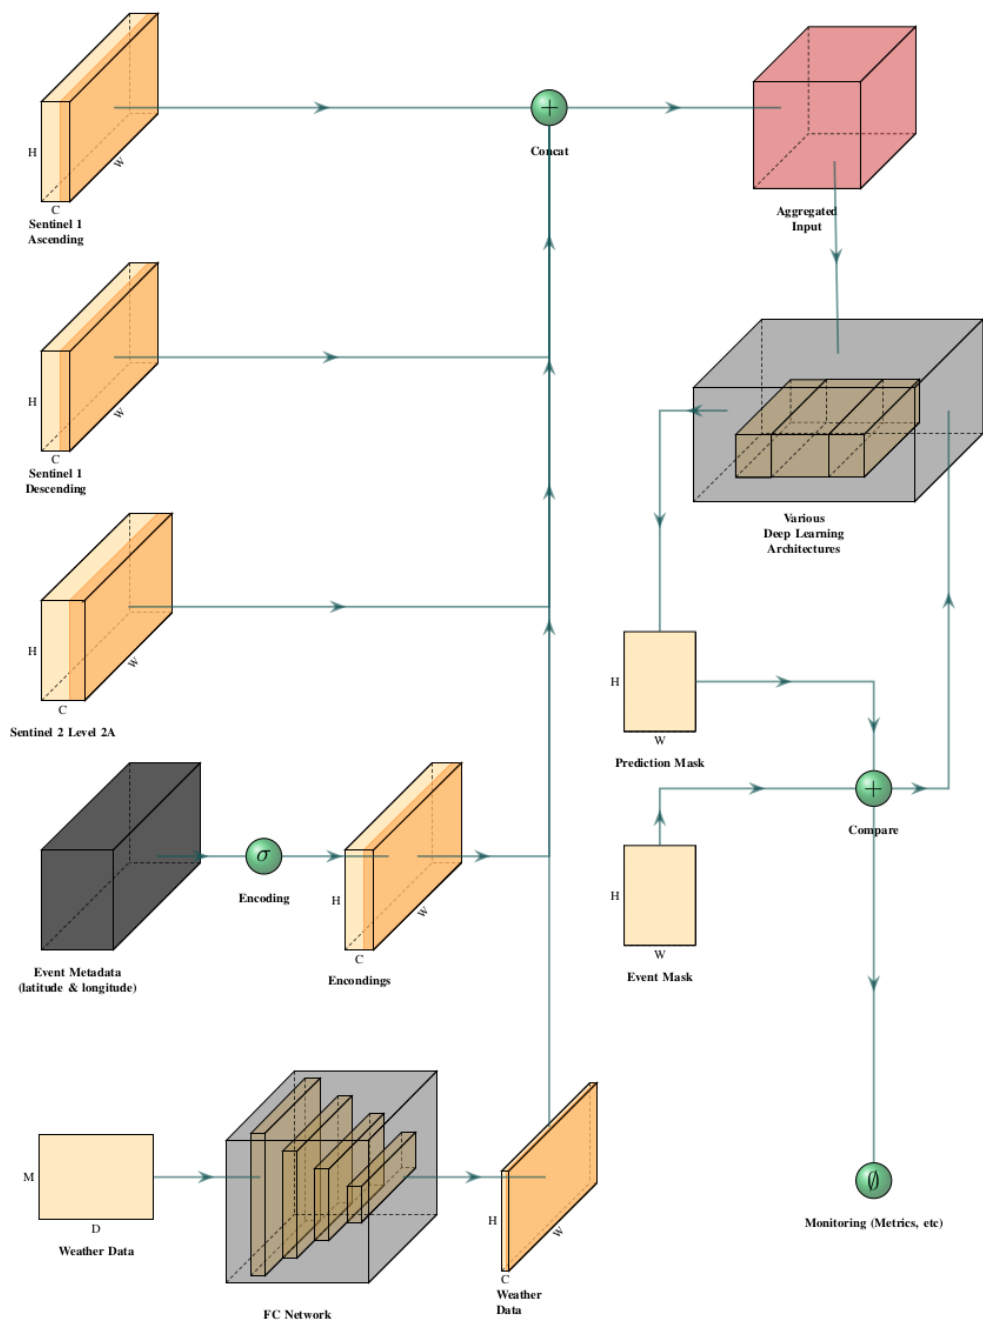 H
W
C
Sentinel 1
Ascending
+
Concat
Aggregated
Input
H
W
C
Sentinel 1
Descending
Various
Deep Learning
Architectures
H
W
C
Sentinel 2 Level 2A
H
W
Prediction Mask
+
Compare
σ
Encoding
H
W
C
Encondings
Event Metadata
(latitude & longitude)
H
W
Event Mask
M
D
Weather Data
FC Network
H
W
C
Weather
Data
∅
Monitoring (Metrics, etc)